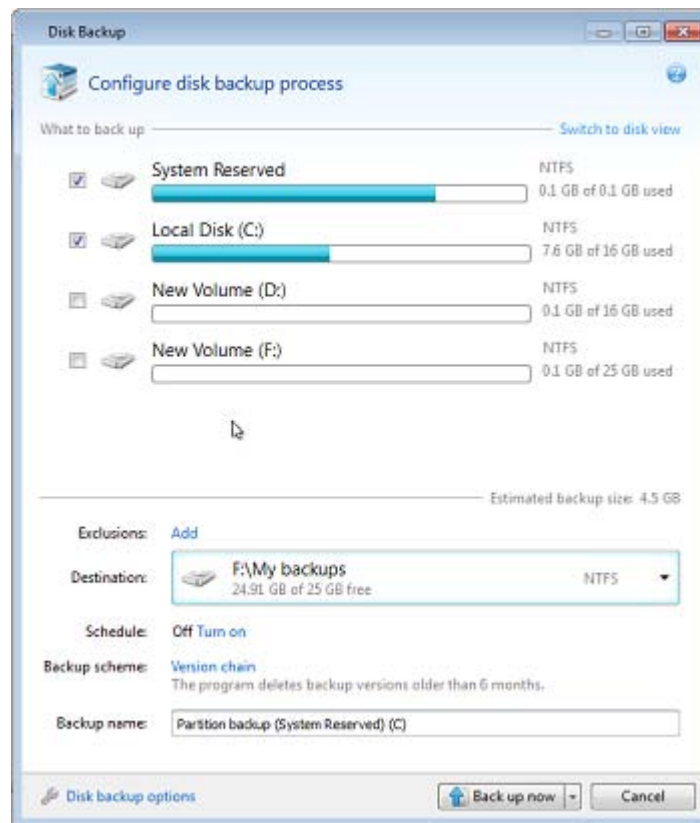 Disk Backup
Configure disk backup process
What to back up
Switch to disk view
System Reserved
NTFS
0.1 GB of 0.1 GB used
Local Disk (C:)
NTFS
7.6 GB of 16 GB used
New Volume (D:)
NTFS
0.1 GB of 16 GB used
New Volume (F:)
NTFS
0.1 GB of 25 GB used
Estimated backup size: 4.5 GB
Exclusions: Add
Destination: F:\My backups
24.91 GB of 25 GB free
NTFS
Schedule: Off Turn on
Backup scheme: Version chain
The program deletes backup versions older than 6 months.
Backup name: Partition backup (System Reserved) (C)
Disk backup options
Back up now
Cancel